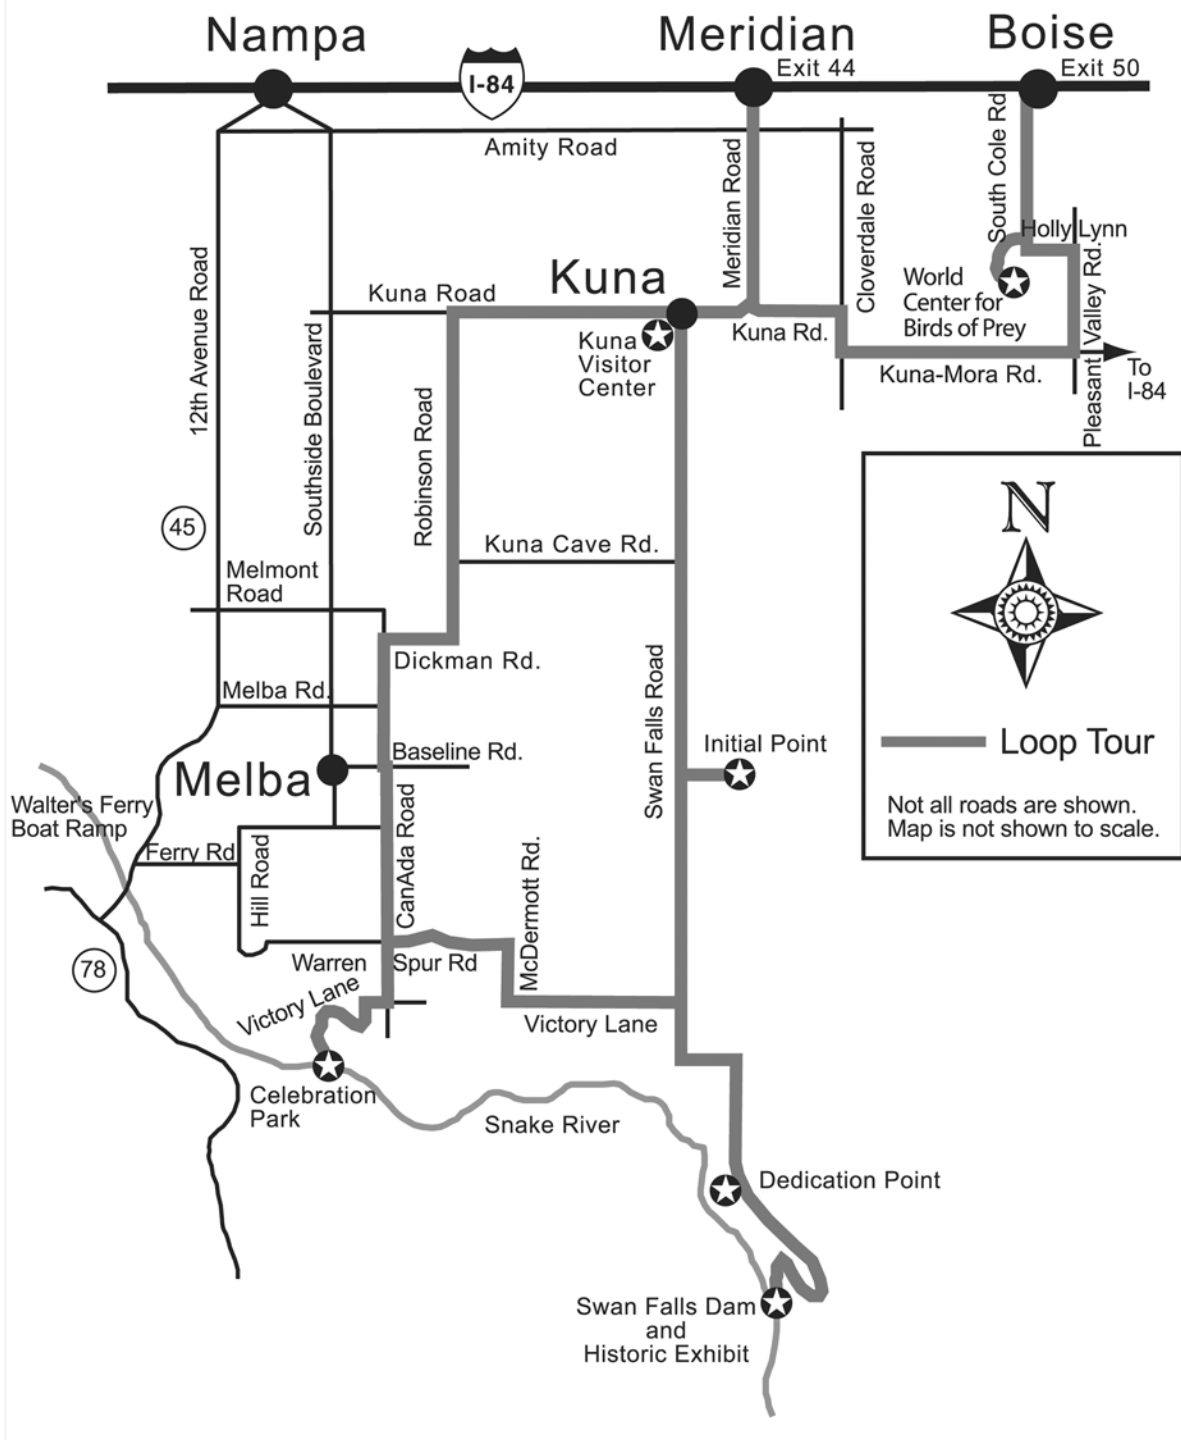 Nampa
Meridian
Boise
Exit 44
Exit 50
I-84
Amity Road
Meridian Road
Cloverdale Road
South Cole Rd
Holly Lynn
12th Avenue Road
Kuna
Kuna Road
World
Center for
Birds of Prey
Pleasant Valley Rd.
Southside Boulevard
Kuna
Visitor
Center
Kuna Rd.
Kuna-Mora Rd.
To
I-84
Robinson Road
45
Kuna Cave Rd.
N
Melmont
Road
Dickman Rd.
Melba Rd.
Swan Falls Road
Initial Point
Loop Tour
Baseline Rd.
Melba
Walter's Ferry
Boat Ramp
CanAda Road
Not all roads are shown.
Map is not shown to scale.
Ferry Rd
Hill Road
McDermott Rd.
78
Warren
Spur Rd
Victory Lane
Victory Lane
Celebration
Park
Snake River
Dedication Point
Swan Falls Dam
and
Historic Exhibit